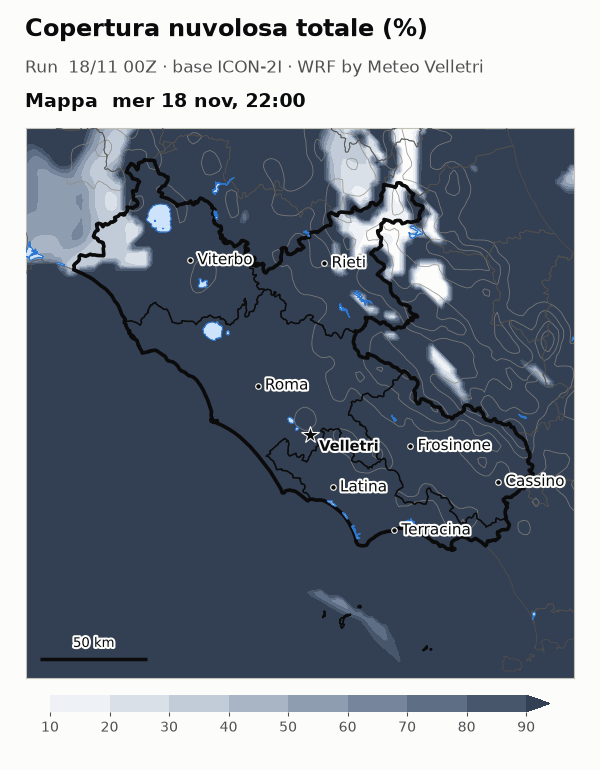 Copertura nuvolosa totale (%)
Run  18/11 00Z · base ICON-2I · WRF by Meteo Velletri
Mappa  mer 18 nov, 22:00
Viterbo
Rieti
Roma
Velletri
Frosinone
Cassino
Latina
Terracina
50 km
10 20 30 40 50 60 70 80 90